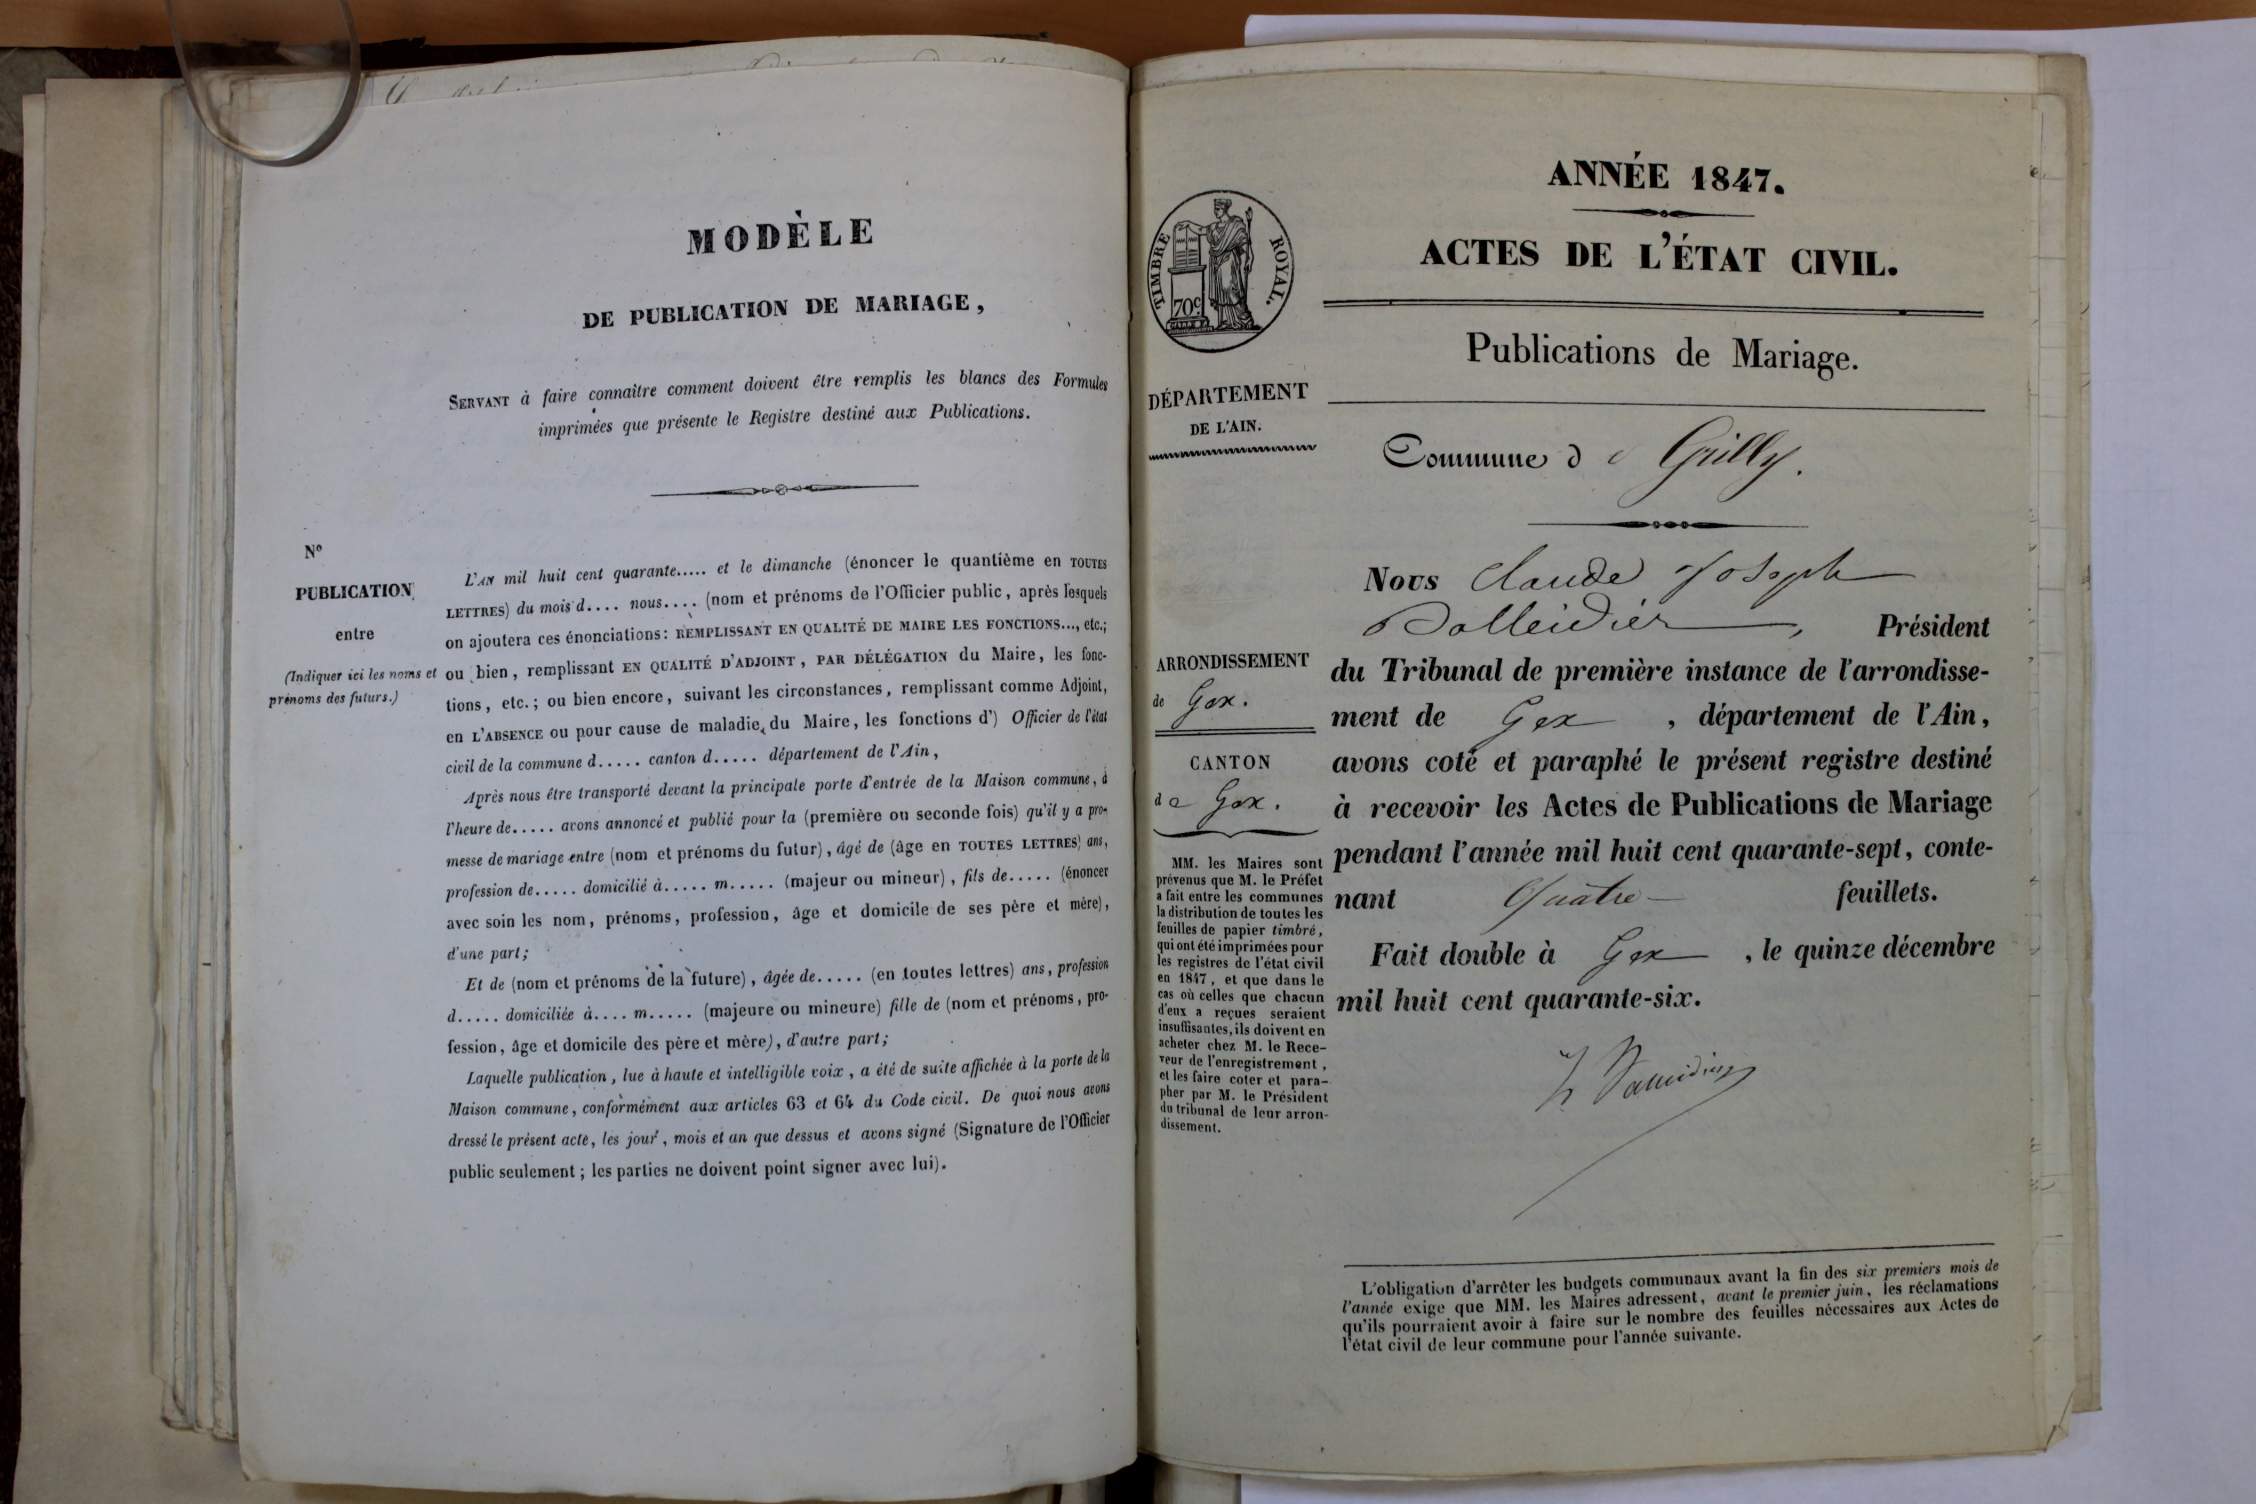 MODÈLE
DE PUBLICATION DE MARIAGE,
SERVANT à faire connaître comment doivent être remplis les blancs des Formules
imprimées que présente le Registre destiné aux Publications.
N°
PUBLICATION
entre
(Indiquer ici les noms et
prénoms des futurs.)
L'AN mil huit cent quarante..... et le dimanche (énoncer le quantième en TOUTES
LETTRES) du mois d.... nous.... (nom et prénoms de l'Officier public, après lesquels
on ajoutera ces énonciations: REMPLISSANT EN QUALITÉ DE MAIRE LES FONCTIONS..., etc.;
ou bien, remplissant EN QUALITÉ D'ADJOINT, PAR DÉLÉGATION du Maire, les fonc-
tions, etc.; ou bien encore, suivant les circonstances, remplissant comme Adjoint,
en L'ABSENCE ou pour cause de maladie du Maire, les fonctions d') Officier de l'état
civil de la commune d..... canton d..... département de l'Ain,
Après nous être transporté devant la principale porte d'entrée de la Maison commune, à
l'heure de..... avons annoncé et publié pour la (première ou seconde fois) qu'il y a pro-
messe de mariage entre (nom et prénoms du futur), âgé de (âge en TOUTES LETTRES) ans,
profession de..... domicilié à..... m..... (majeur ou mineur), fils de..... (énoncer
avec soin les nom, prénoms, profession, âge et domicile de ses père et mère),
d'une part;
Et de (nom et prénoms de la future), âgée de..... (en toutes lettres) ans, profession
d..... domiciliée à.... m..... (majeure ou mineure) fille de (nom et prénoms, pro-
fession, âge et domicile des père et mère), d'autre part;
Laquelle publication, lue à haute et intelligible voix, a été de suite affichée à la porte de la
Maison commune, conformément aux articles 63 et 64 du Code civil. De quoi nous avons
dressé le présent acte, les jour, mois et an que dessus et avons signé (Signature de l'Officier
public seulement; les parties ne doivent point signer avec lui).
TIMBRE ROYAL.
70c
DÉPARTEMENT
DE L'AIN.
ARRONDISSEMENT
de Gex.
CANTON
de Gex.
MM. les Maires sont
prévenus que M. le Préfet
a fait entre les communes
la distribution de toutes les
feuilles de papier timbré,
qui ont été imprimées pour
les registres de l'état civil
en 1847, et que dans le
cas où celles que chacun
d'eux a reçues seraient
insuffisantes, ils doivent en
acheter chez M. le Rece-
veur de l'enregistrement,
et les faire coter et para-
pher par M. le Président
du tribunal de leur arron-
dissement.
ANNÉE 1847.
ACTES DE L'ÉTAT CIVIL.
Publications de Mariage.
Commune de Grilly.
Nous Claude Joseph
Balleidier, Président
du Tribunal de première instance de l'arrondisse-
ment de Gex, département de l'Ain,
avons coté et paraphé le présent registre destiné
à recevoir les Actes de Publications de Mariage
pendant l'année mil huit cent quarante-sept, conte-
nant Quatre feuillets.
Fait double à Gex, le quinze décembre
mil huit cent quarante-six.
L'obligation d'arrêter les budgets communaux avant la fin des six premiers mois de
l'année exige que MM. les Maires adressent, avant le premier juin, les réclamations
qu'ils pourraient avoir à faire sur le nombre des feuilles nécessaires aux Actes de
l'état civil de leur commune pour l'année suivante.